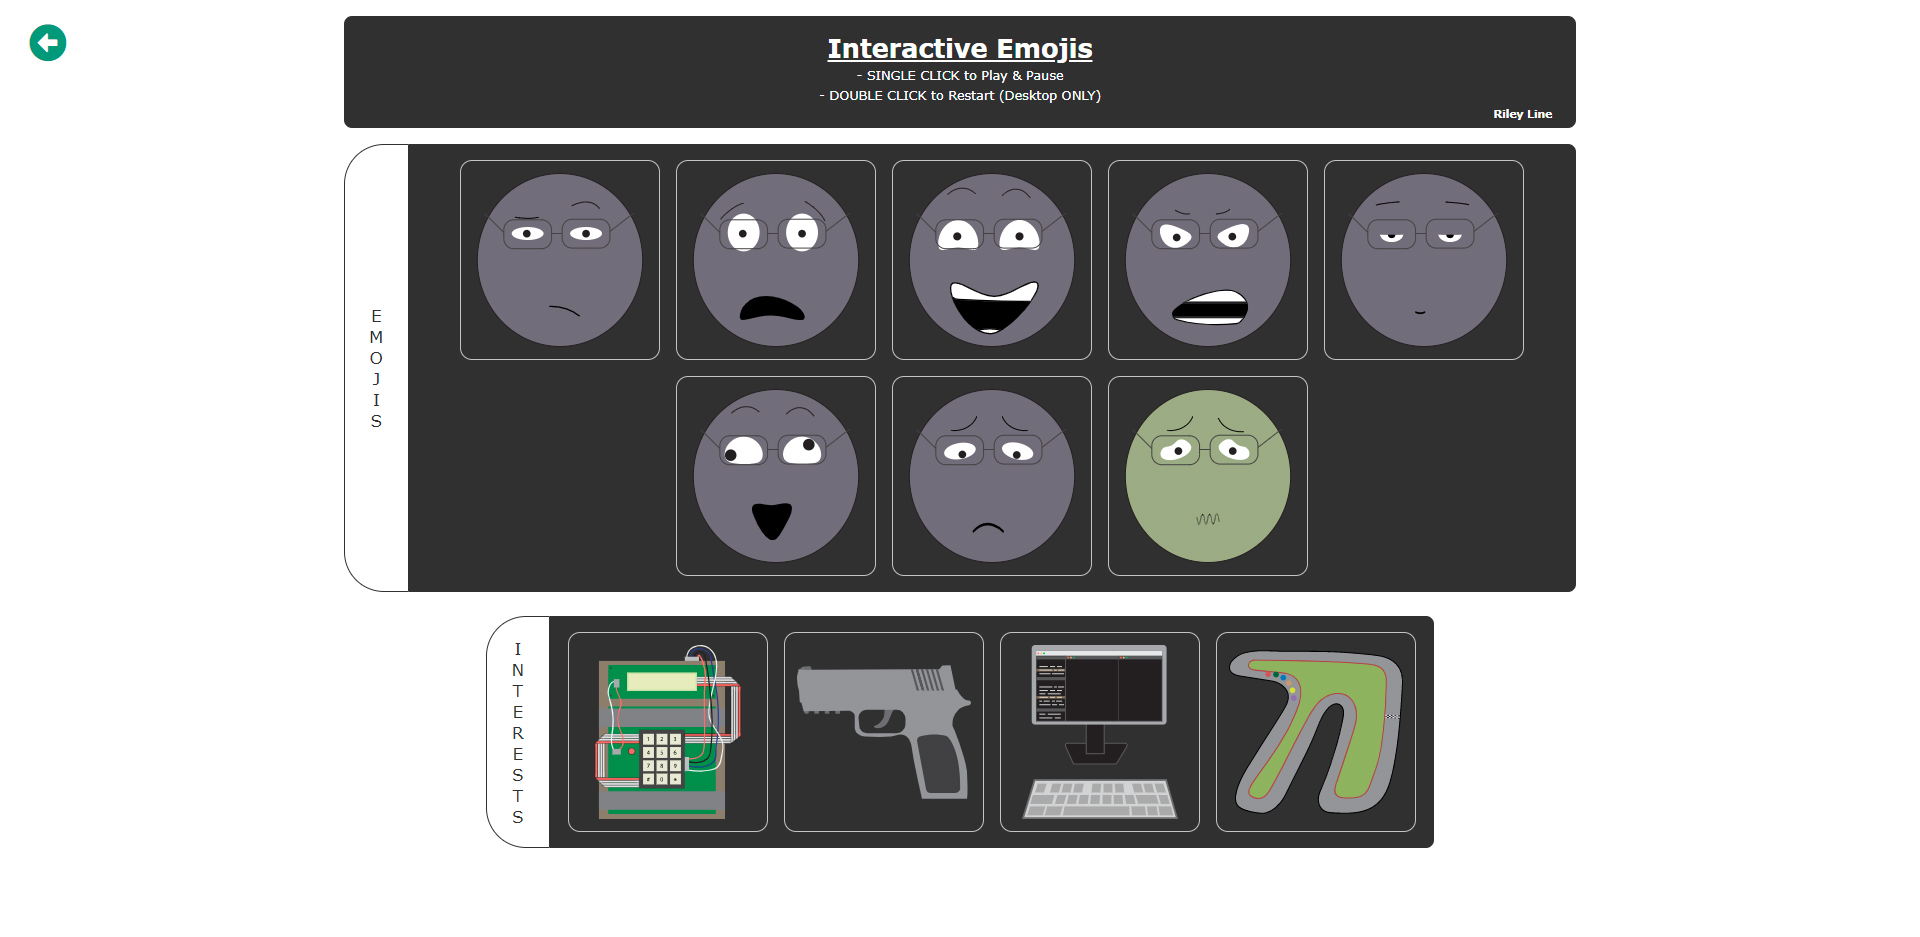 Interactive Emojis
- SINGLE CLICK to Play & Pause
- DOUBLE CLICK to Restart (Desktop ONLY)
Riley Line
EMOJIS
INTERESTS
1 2 3
4 5 6
7 8 9
# 0 *